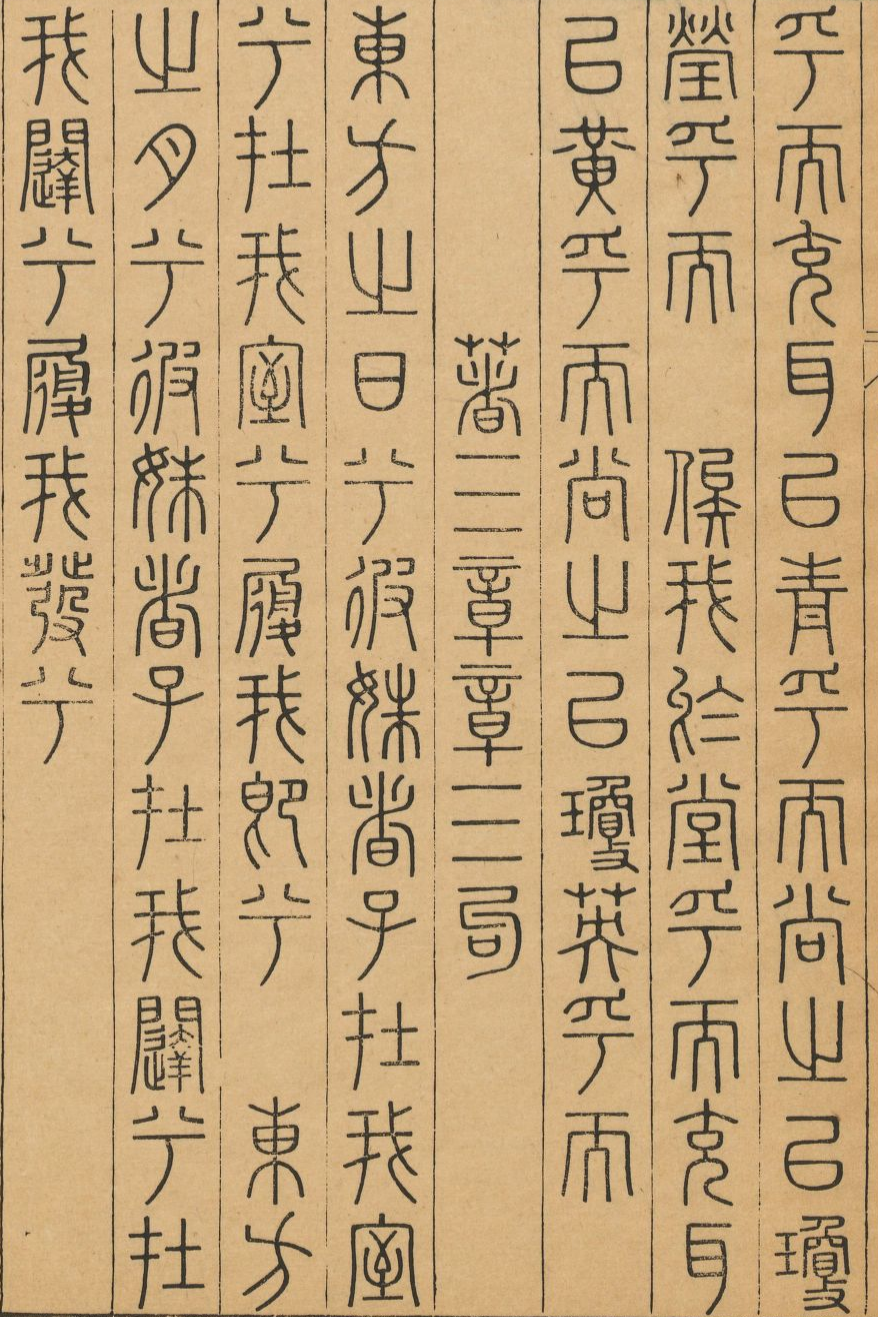 乎而充耳以青乎而尚之以瓊
瑩乎而　俟我於堂乎而充耳
以黃乎而尚之以瓊英乎而
著三章章三句
東方之日兮彼姝者子在我室
兮在我室兮履我即兮　東方
之月兮彼姝者子在我闥兮在
我闥兮履我發兮